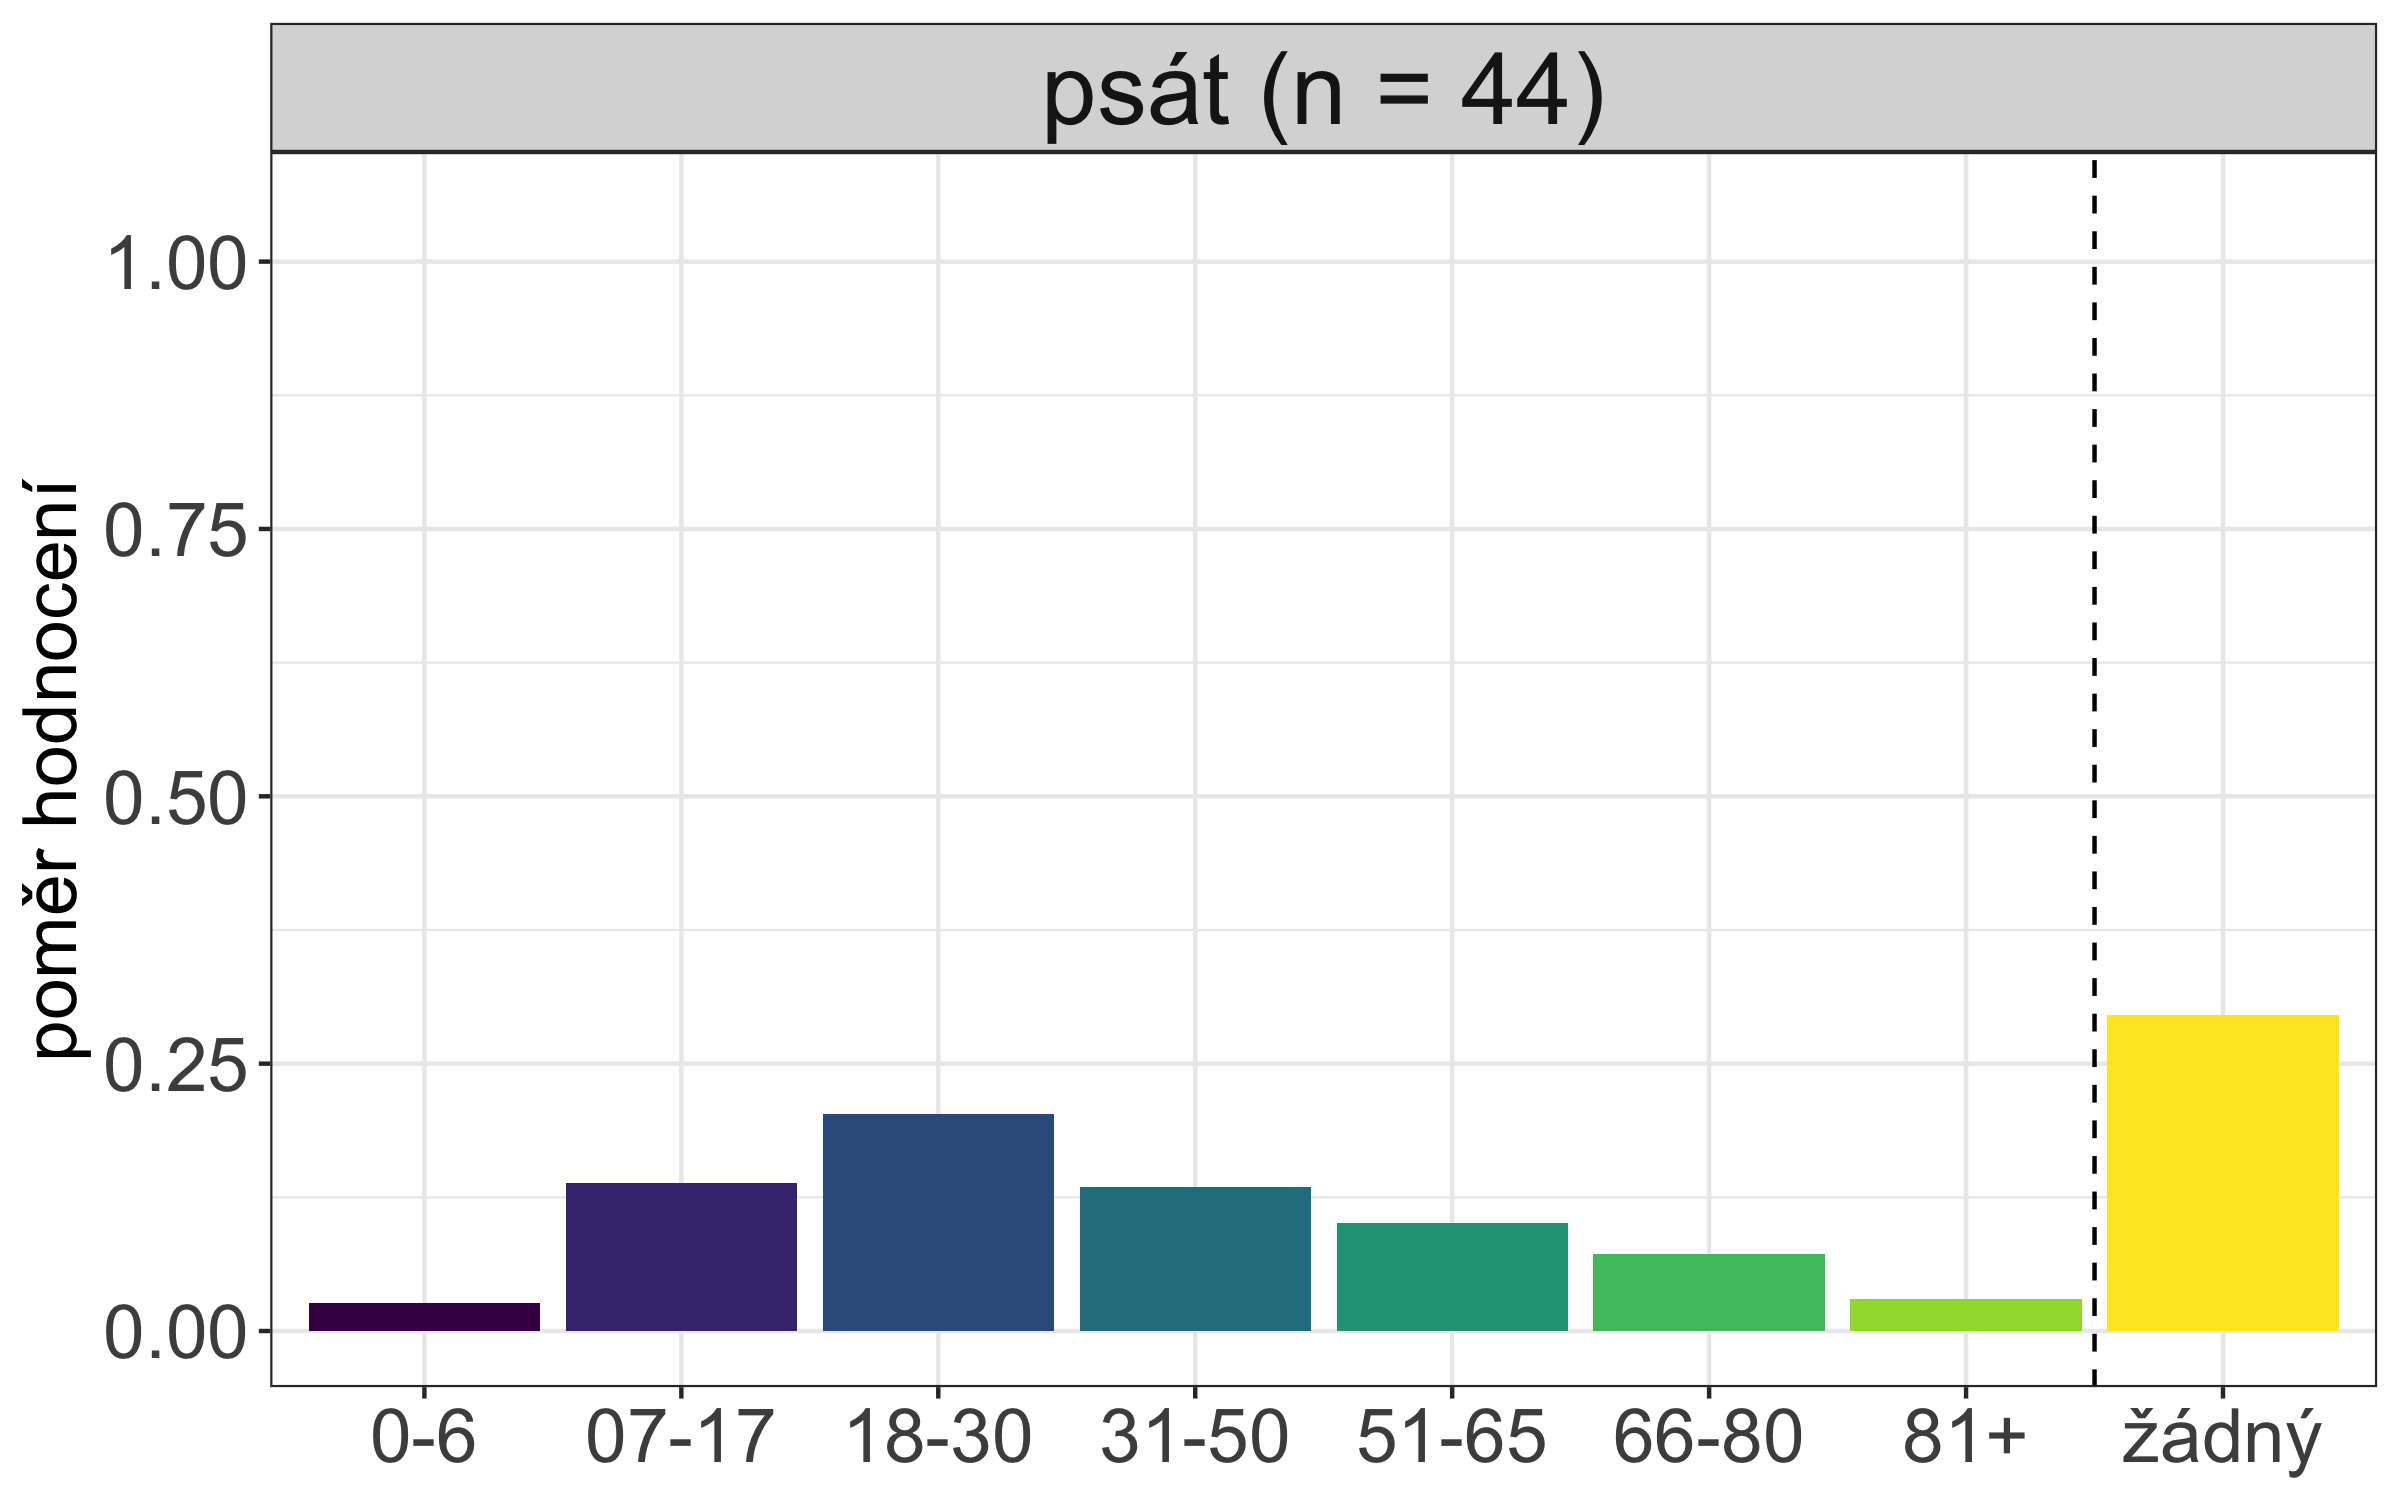 psát (n = 44)
poměr hodnocení
1.00
0.75
0.50
0.25
0.00
0-6 07-17 18-30 31-50 51-65 66-80 81+ žádný